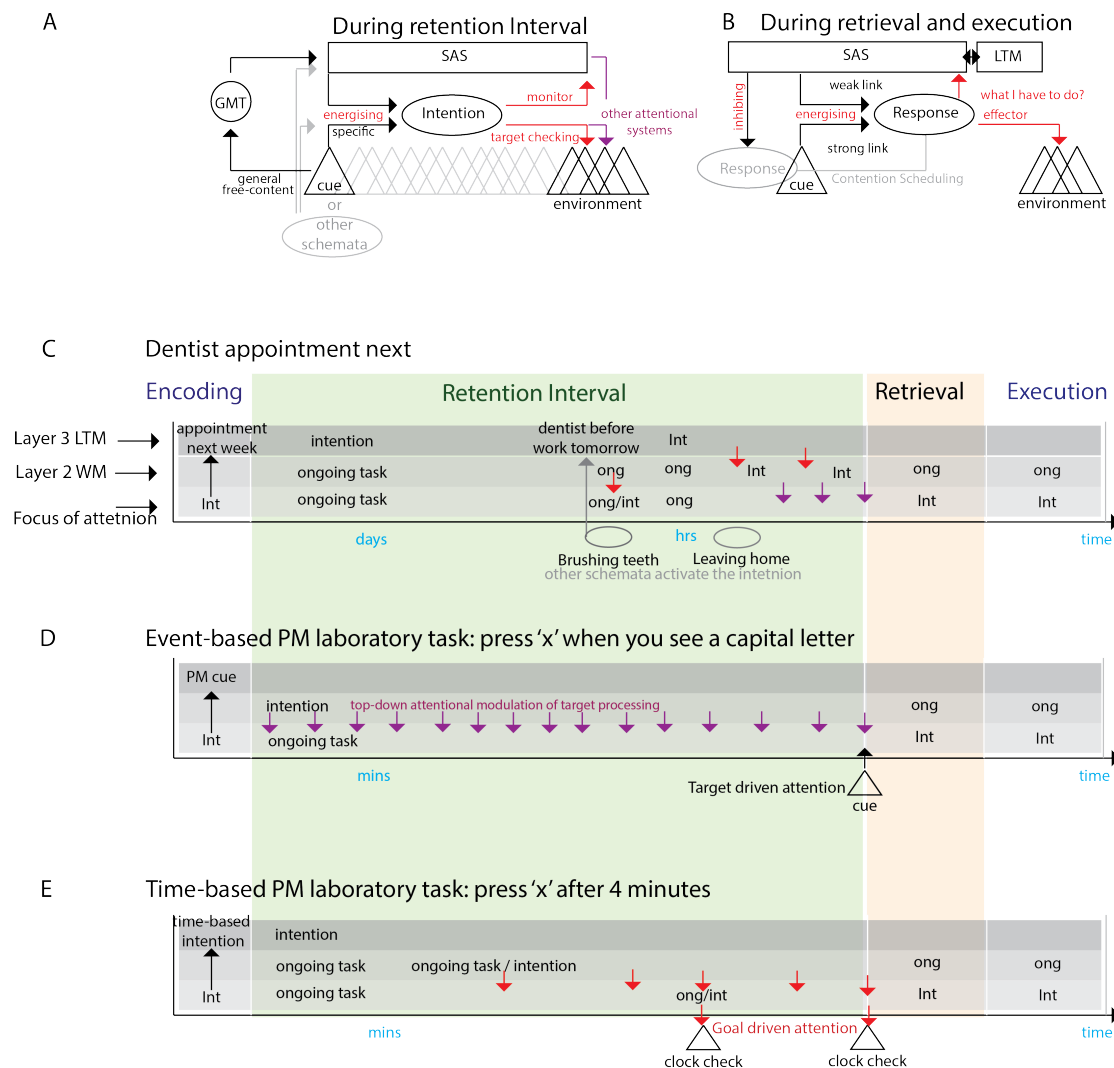 A
During retention Interval
SAS
GMT
Intention
energising
specific
monitor
target checking
other attentional
systems
general
free-content
cue
or
other
schemata
environment
B
During retrieval and execution
SAS
LTM
weak link
inhibing
energising
Response
what I have to do?
effector
strong link
Response
cue
Contention Scheduling
environment
C
Dentist appointment next
Encoding
Retention Interval
Retrieval
Execution
Layer 3 LTM
appointment
next week
intention
dentist before
work tomorrow
Int
Layer 2 WM
ongoing task
ong
ong
Int
Int
ong
ong
Focus of attetnion
Int
ongoing task
ong/int
ong
Int
Int
days
hrs
time
Brushing teeth
Leaving home
other schemata activate the intetnion
D
Event-based PM laboratory task: press ‘x’ when you see a capital letter
PM cue
intention
top-down attentional modulation of target processing
ong
ong
Int
ongoing task
Int
Int
mins
time
Target driven attention
cue
E
Time-based PM laboratory task: press ‘x’ after 4 minutes
time-based
intention
intention
ongoing task
ongoing task / intention
ong
ong
Int
ongoing task
ong/int
Int
Int
mins
Goal driven attention
time
clock check
clock check